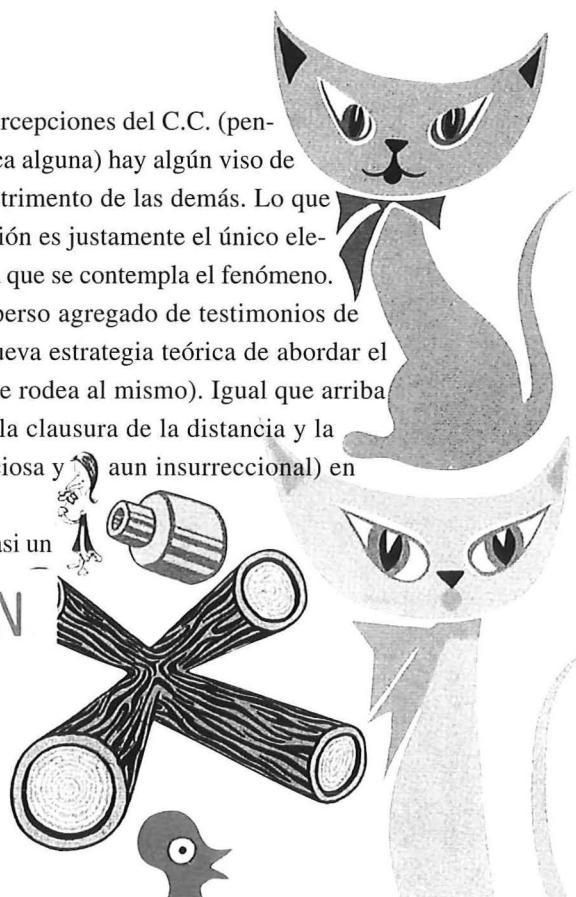 rcepciones del C.C. (pen-
ca alguna) hay algún viso de
trimento de las demás. Lo que
ión es justamente el único ele-
que se contempla el fenómeno.
perso agregado de testimonios de
ueva estrategia teórica de abordar el
e rodea al mismo). Igual que arriba
la clausura de la distancia y la
ciosa y aun insurreccional) en
asi un
N